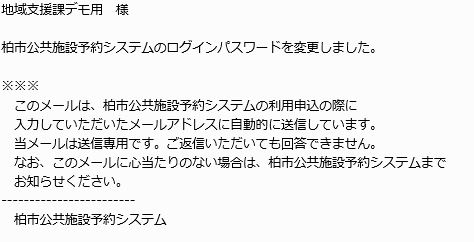 地域支援課デモ用　様
柏市公共施設予約システムのログインパスワードを変更しました。
※※※
このメールは、柏市公共施設予約システムの利用申込の際に
入力していただいたメールアドレスに自動的に送信しています。
当メールは送信専用です。ご返信いただいても回答できません。
なお、このメールに心当たりのない場合は、柏市公共施設予約システムまで
お知らせください。
------------------------
柏市公共施設予約システム